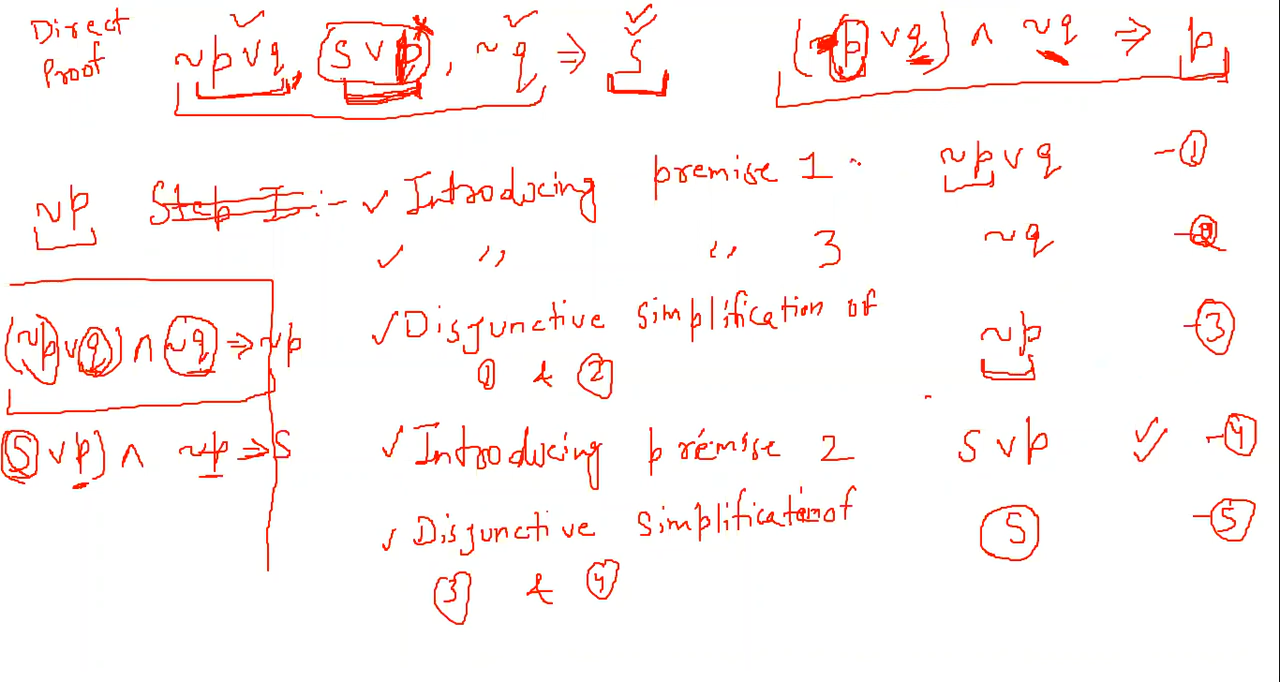 Direct Proof
~p∨q, S∨p, ~q ⇒ S
(p∨q) ∧ ~q ⇒ p
~p Step I :- ✓ Introducing premise 1. ~p∨q -①
✓ ,, ,, 3 ~q -②
✓ Disjunctive simplification of ① & ② ~p -③
(~p∨q) ∧ ~q ⇒ ~p
✓ Introducing premise 2 S∨p ✓ -④
S∨p) ∧ ~p ⇒ S
✓ Disjunctive simplification of ③ & ④ S -⑤